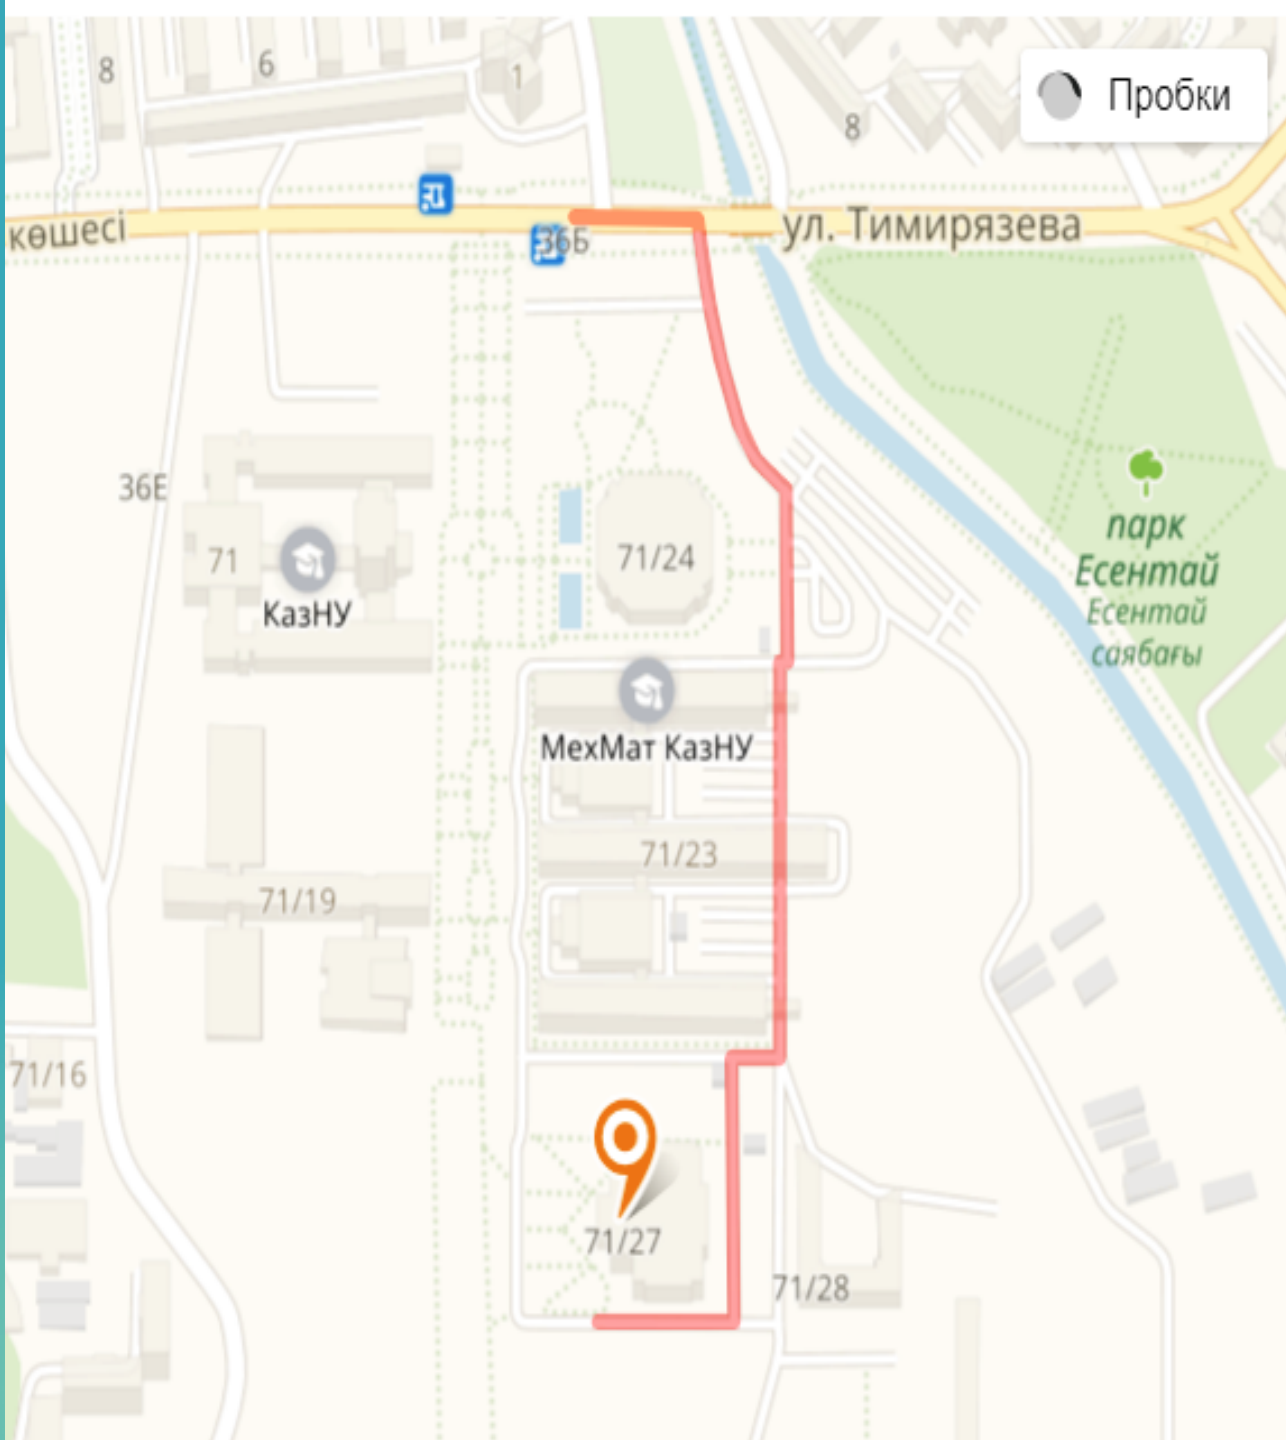 8
6
1
8
Пробки
көшесі
36Б
ул. Тимирязева
36Е
71
КазНУ
71/24
парк
Есентай
Есентай
саябағы
МехМат КазНУ
71/23
71/19
71/16
71/27
71/28